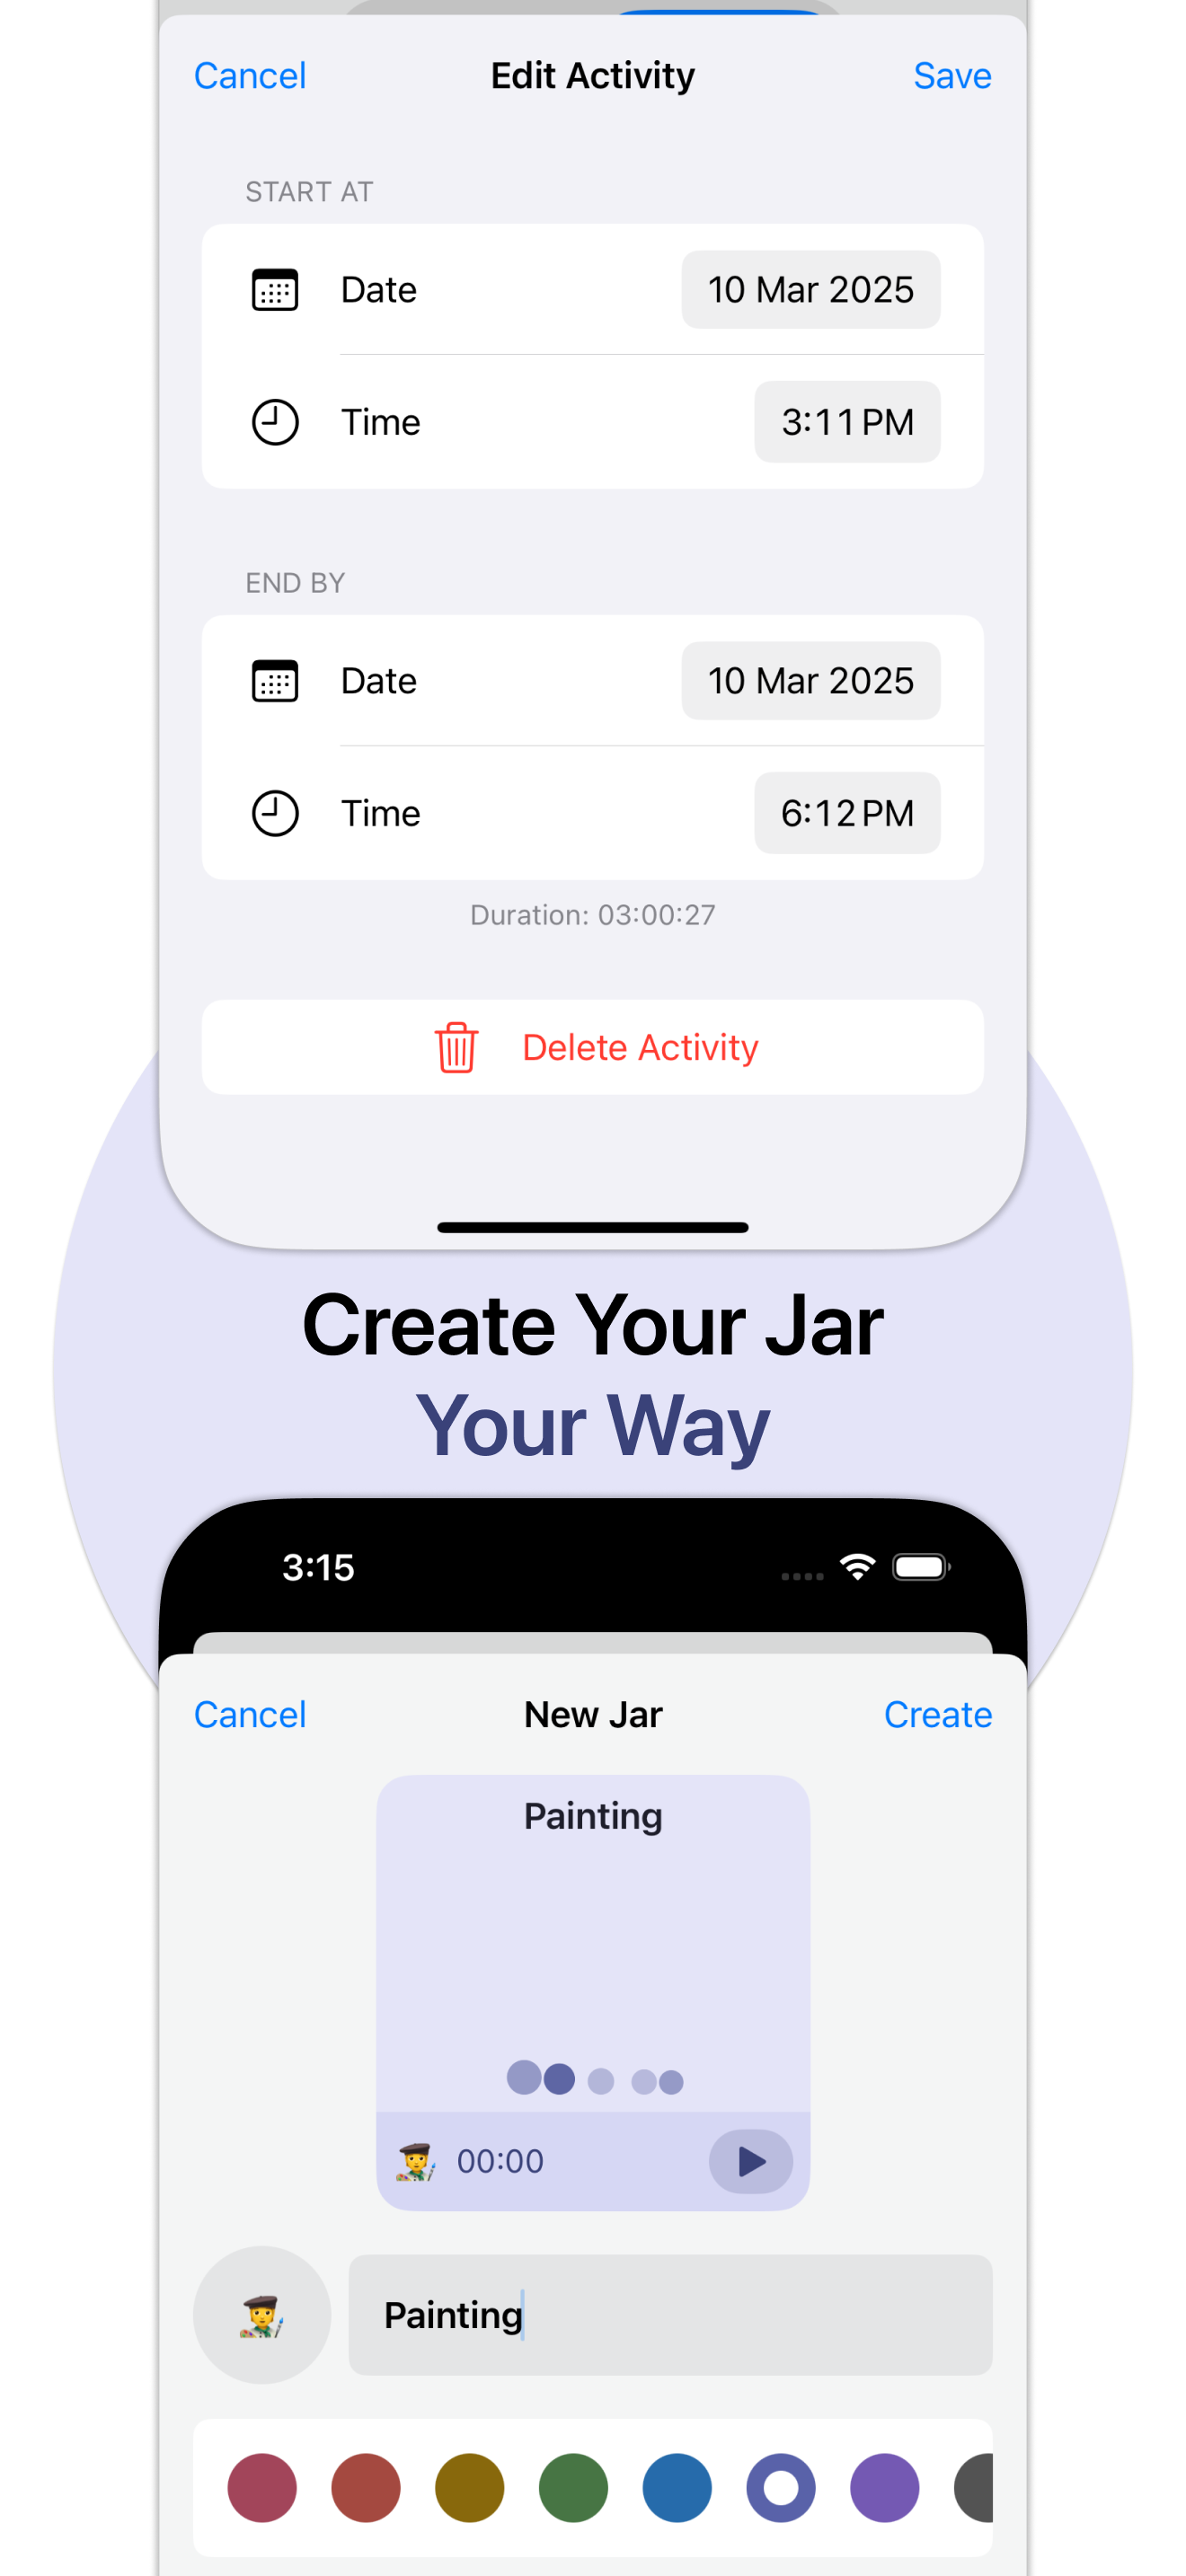 Cancel Edit Activity Save
START AT
Date 10 Mar 2025
Time 3:11 PM
END BY
Date 10 Mar 2025
Time 6:12 PM
Duration: 03:00:27
Delete Activity
Create Your Jar
Your Way
3:15
Cancel New Jar Create
Painting
00:00
Painting